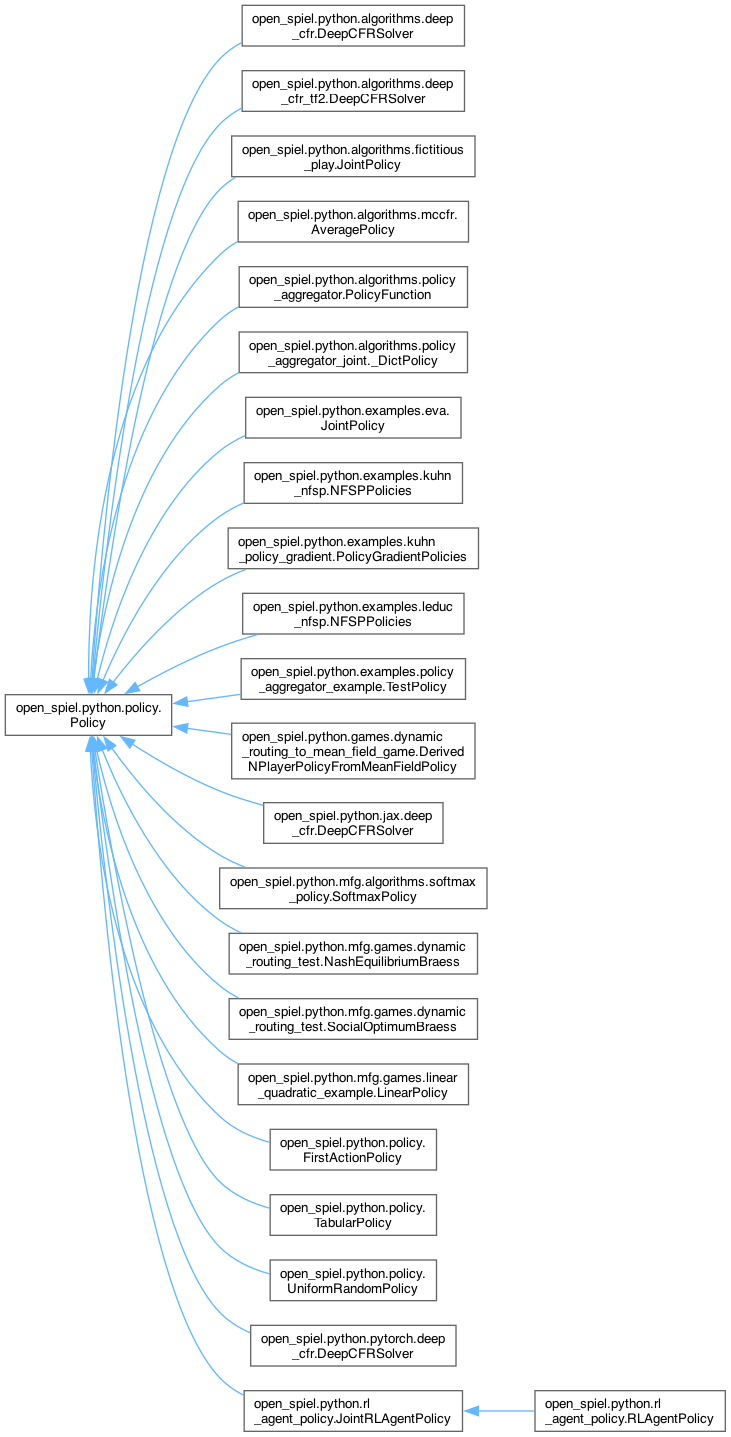 open_spiel.python.algorithms.deep
_cfr.DeepCFRSolver
open_spiel.python.algorithms.deep
_cfr_tf2.DeepCFRSolver
open_spiel.python.algorithms.fictitious
_play.JointPolicy
open_spiel.python.algorithms.mccfr.
AveragePolicy
open_spiel.python.algorithms.policy
_aggregator.PolicyFunction
open_spiel.python.algorithms.policy
_aggregator_joint._DictPolicy
open_spiel.python.examples.eva.
JointPolicy
open_spiel.python.examples.kuhn
_nfsp.NFSPPolicies
open_spiel.python.examples.kuhn
_policy_gradient.PolicyGradientPolicies
open_spiel.python.examples.leduc
_nfsp.NFSPPolicies
open_spiel.python.examples.policy
_aggregator_example.TestPolicy
open_spiel.python.policy.
Policy
open_spiel.python.games.dynamic
_routing_to_mean_field_game.Derived
NPlayerPolicyFromMeanFieldPolicy
open_spiel.python.jax.deep
_cfr.DeepCFRSolver
open_spiel.python.mfg.algorithms.softmax
_policy.SoftmaxPolicy
open_spiel.python.mfg.games.dynamic
_routing_test.NashEquilibriumBraess
open_spiel.python.mfg.games.dynamic
_routing_test.SocialOptimumBraess
open_spiel.python.mfg.games.linear
_quadratic_example.LinearPolicy
open_spiel.python.policy.
FirstActionPolicy
open_spiel.python.policy.
TabularPolicy
open_spiel.python.policy.
UniformRandomPolicy
open_spiel.python.pytorch.deep
_cfr.DeepCFRSolver
open_spiel.python.rl
_agent_policy.JointRLAgentPolicy
open_spiel.python.rl
_agent_policy.RLAgentPolicy